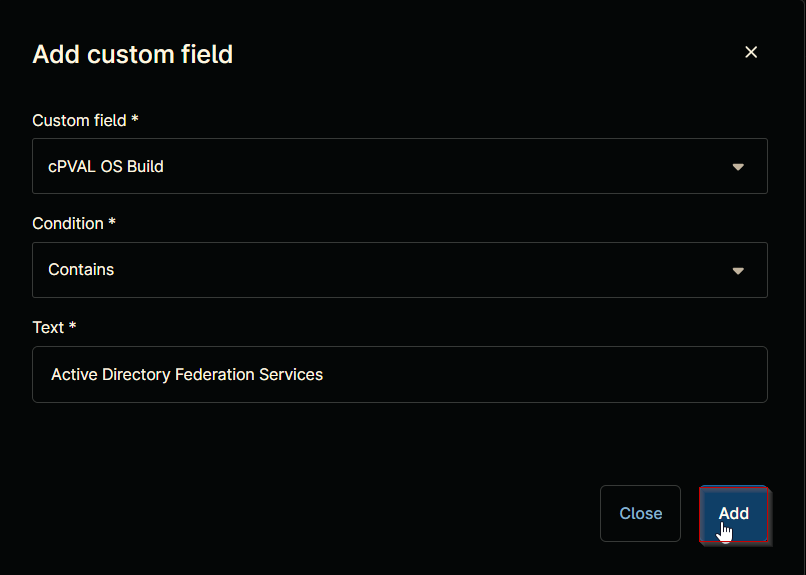 Add custom field
Custom field *
cPVAL OS Build
Condition *
Contains
Text *
Active Directory Federation Services
Close
Add